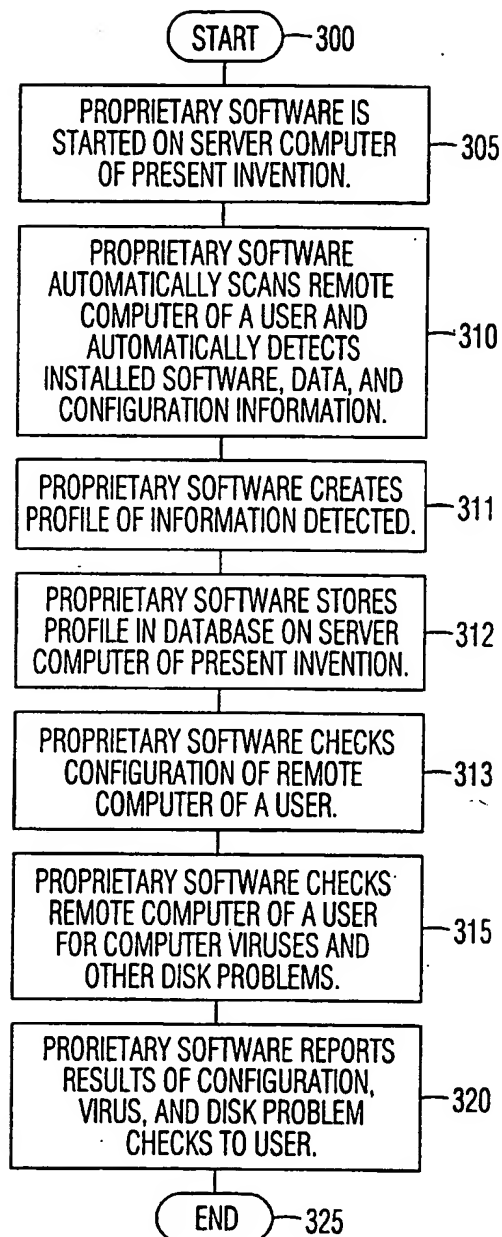 START 300
PROPRIETARY SOFTWARE IS
STARTED ON SERVER COMPUTER
OF PRESENT INVENTION.
305
PROPRIETARY SOFTWARE
AUTOMATICALLY SCANS REMOTE
COMPUTER OF A USER AND
AUTOMATICALLY DETECTS
INSTALLED SOFTWARE, DATA, AND
CONFIGURATION INFORMATION.
310
PROPRIETARY SOFTWARE CREATES
PROFILE OF INFORMATION DETECTED.
311
PROPRIETARY SOFTWARE STORES
PROFILE IN DATABASE ON SERVER
COMPUTER OF PRESENT INVENTION.
312
PROPRIETARY SOFTWARE CHECKS
CONFIGURATION OF REMOTE
COMPUTER OF A USER.
313
PROPRIETARY SOFTWARE CHECKS
REMOTE COMPUTER OF A USER
FOR COMPUTER VIRUSES AND
OTHER DISK PROBLEMS.
315
PRORIETARY SOFTWARE REPORTS
RESULTS OF CONFIGURATION,
VIRUS, AND DISK PROBLEM
CHECKS TO USER.
320
END 325